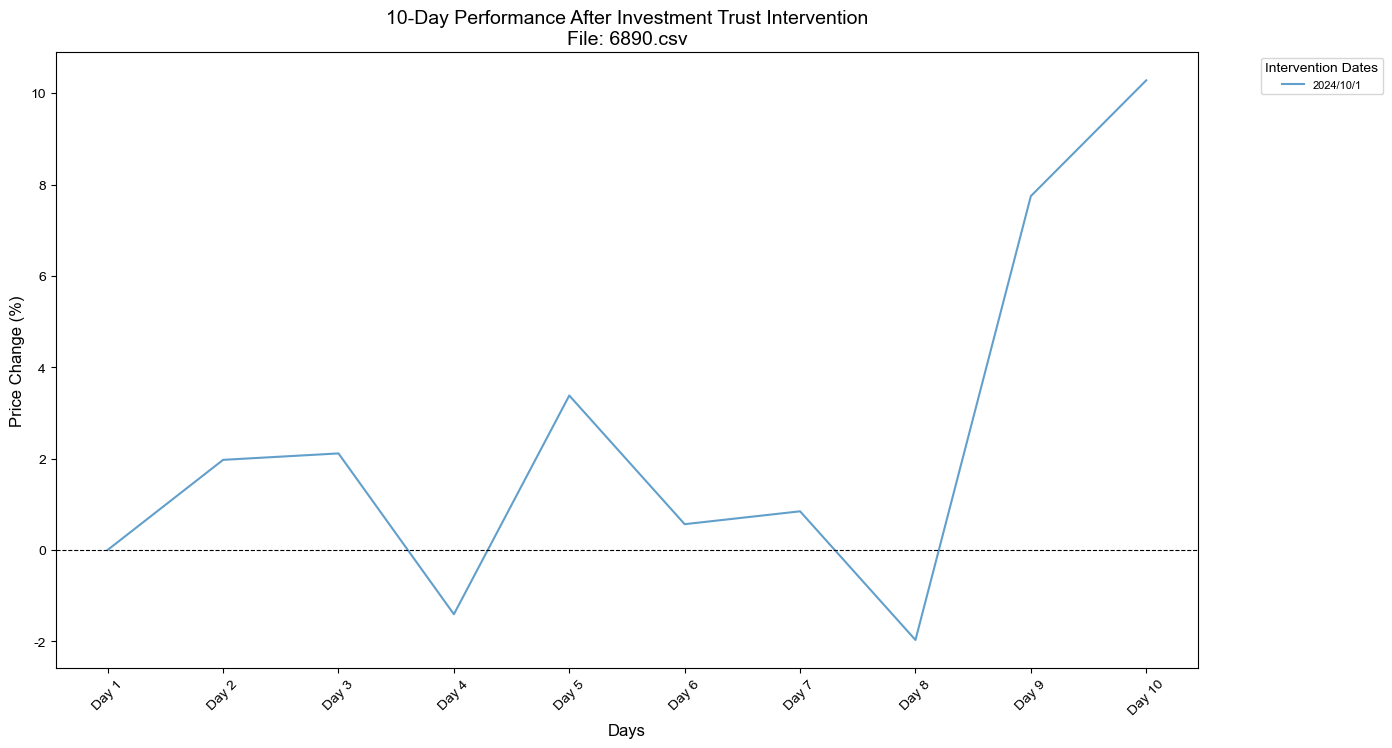 10-Day Performance After Investment Trust Intervention
File: 6890.csv
Intervention Dates
2024/10/1
Price Change (%)
10
8
6
4
2
0
-2
Day 1
Day 2
Day 3
Day 4
Day 5
Day 6
Day 7
Day 8
Day 9
Day 10
Days